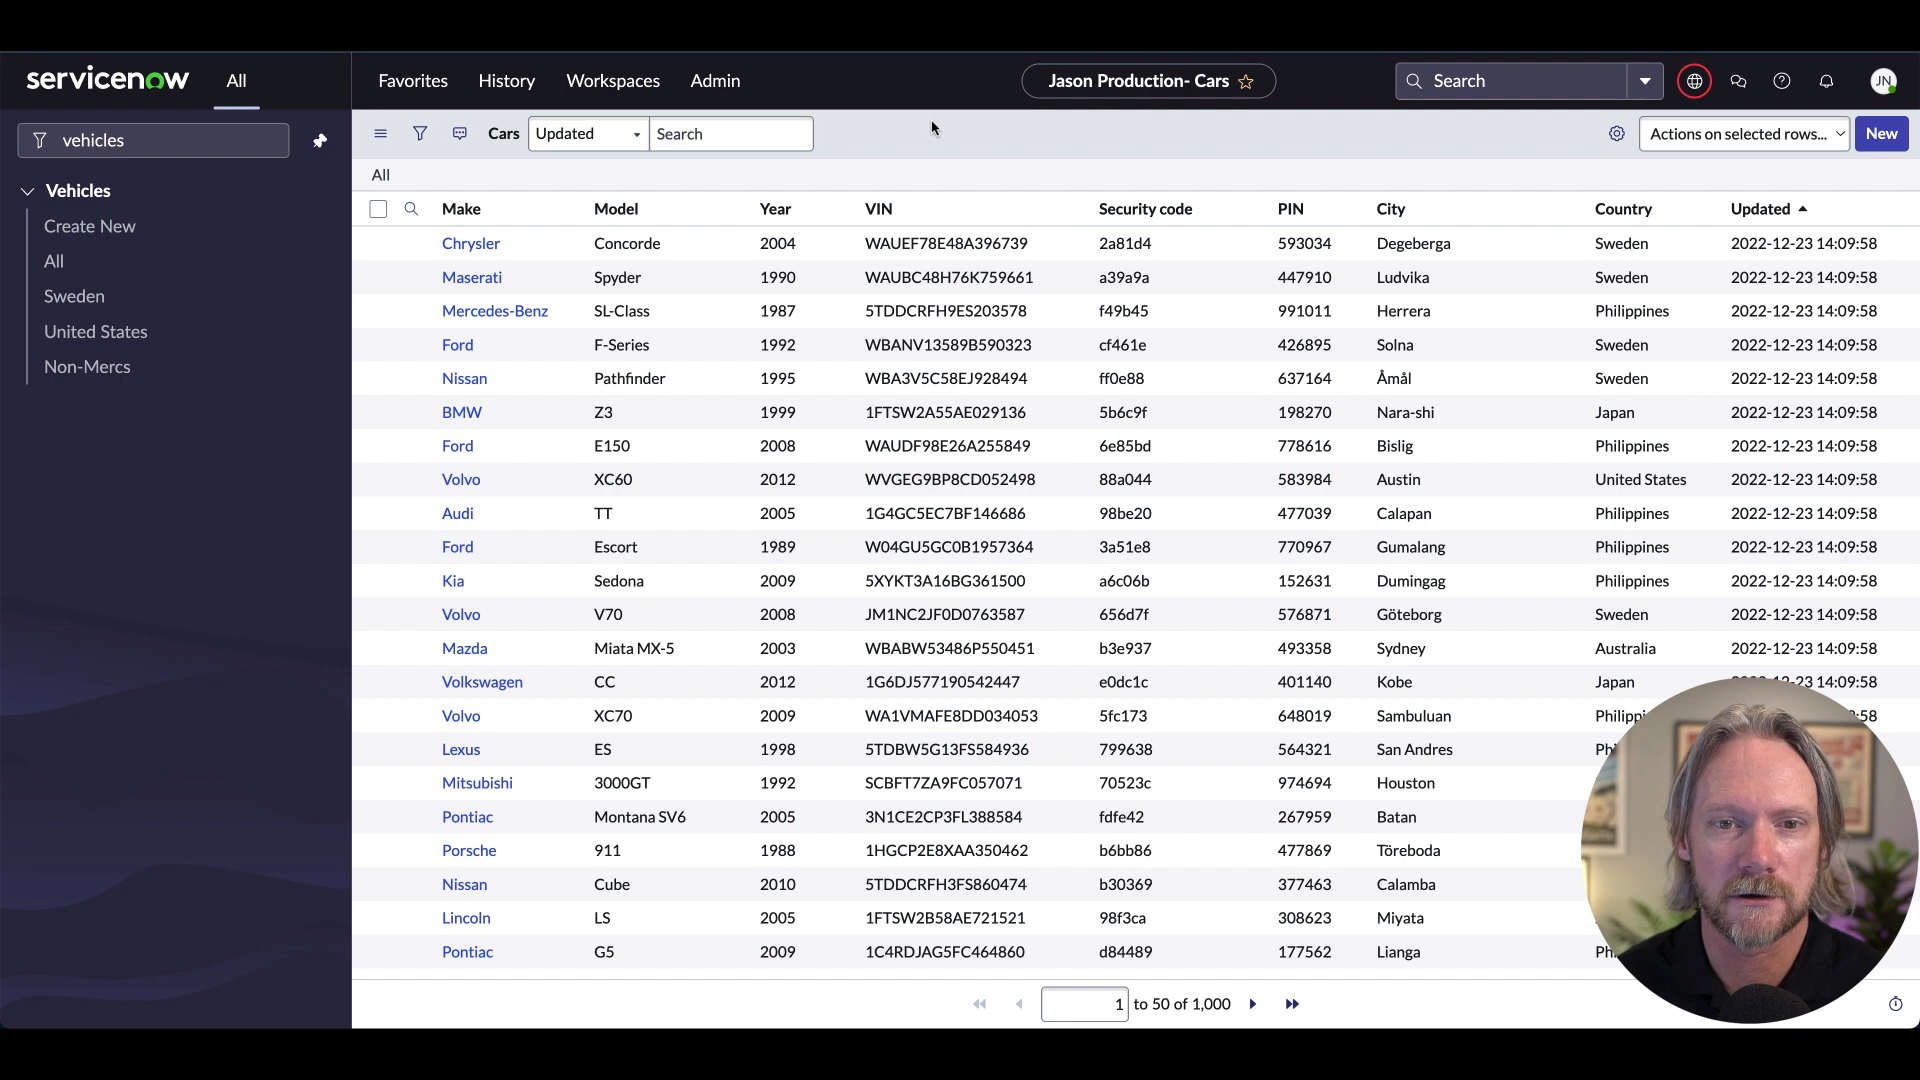 servicenow All Favorites History Workspaces Admin Jason Production- Cars Search JN
vehicles Cars Updated Search Actions on selected rows... New
Vehicles
Create New
All
Sweden
United States
Non-Mercs
All
Make Model Year VIN Security code PIN City Country Updated
Chrysler Concorde 2004 WAUEF78E48A396739 2a81d4 593034 Degeberga Sweden 2022-12-23 14:09:58
Maserati Spyder 1990 WAUBC48H76K759661 a39a9a 447910 Ludvika Sweden 2022-12-23 14:09:58
Mercedes-Benz SL-Class 1987 5TDDCRFH9ES203578 f49b45 991011 Herrera Philippines 2022-12-23 14:09:58
Ford F-Series 1992 WBANV13589B590323 cf461e 426895 Solna Sweden 2022-12-23 14:09:58
Nissan Pathfinder 1995 WBA3V5C58EJ928494 ff0e88 637164 Åmål Sweden 2022-12-23 14:09:58
BMW Z3 1999 1FTSW2A55AE029136 5b6c9f 198270 Nara-shi Japan 2022-12-23 14:09:58
Ford E150 2008 WAUDF98E26A255849 6e85bd 778616 Bislig Philippines 2022-12-23 14:09:58
Volvo XC60 2012 WVGEG9BP8CD052498 88a044 583984 Austin United States 2022-12-23 14:09:58
Audi TT 2005 1G4GC5EC7BF146686 98be20 477039 Calapan Philippines 2022-12-23 14:09:58
Ford Escort 1989 W04GU5GC0B1957364 3a51e8 770967 Gumalang Philippines 2022-12-23 14:09:58
Kia Sedona 2009 5XYKT3A16BG361500 a6c06b 152631 Dumingag Philippines 2022-12-23 14:09:58
Volvo V70 2008 JM1NC2JF0D0763587 656d7f 576871 Göteborg Sweden 2022-12-23 14:09:58
Mazda Miata MX-5 2003 WBABW53486P550451 b3e937 493358 Sydney Australia 2022-12-23 14:09:58
Volkswagen CC 2012 1G6DJ577190542447 e0dc1c 401140 Kobe Japan 14:09:58
Volvo XC70 2009 WA1VMAFE8DD034053 5fc173 648019 Sambuluan Philippi :58
Lexus ES 1998 5TDBW5G13FS584936 799638 564321 San Andres Ph
Mitsubishi 3000GT 1992 SCBFT7ZA9FC057071 70523c 974694 Houston
Pontiac Montana SV6 2005 3N1CE2CP3FL388584 fdfe42 267959 Batan
Porsche 911 1988 1HGCP2E8XAA350462 b6bb86 477869 Töreboda
Nissan Cube 2010 5TDDCRFH3FS860474 b30369 377463 Calamba
Lincoln LS 2005 1FTSW2B58AE721521 98f3ca 308623 Miyata
Pontiac G5 2009 1C4RDJAG5FC464860 d84489 177562 Lianga Ph
1 to 50 of 1,000